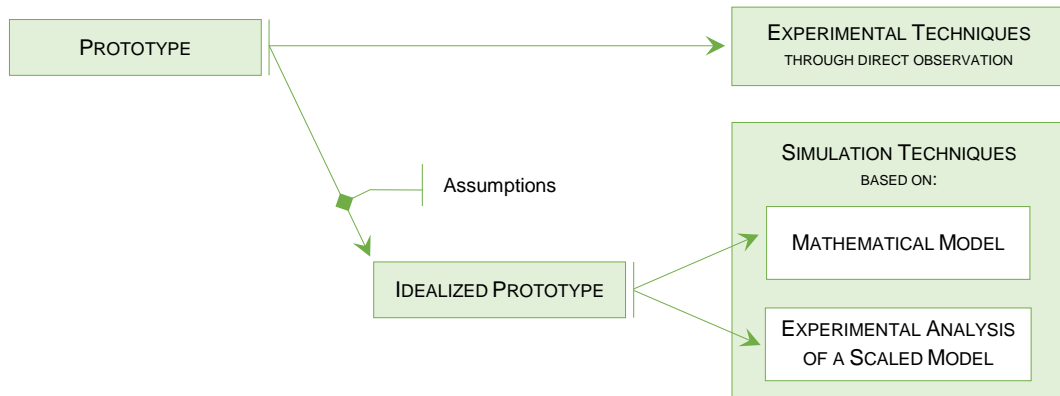 PROTOTYPE
EXPERIMENTAL TECHNIQUES
THROUGH DIRECT OBSERVATION
SIMULATION TECHNIQUES
BASED ON:
Assumptions
MATHEMATICAL MODEL
IDEALIZED PROTOTYPE
EXPERIMENTAL ANALYSIS
OF A SCALED MODEL